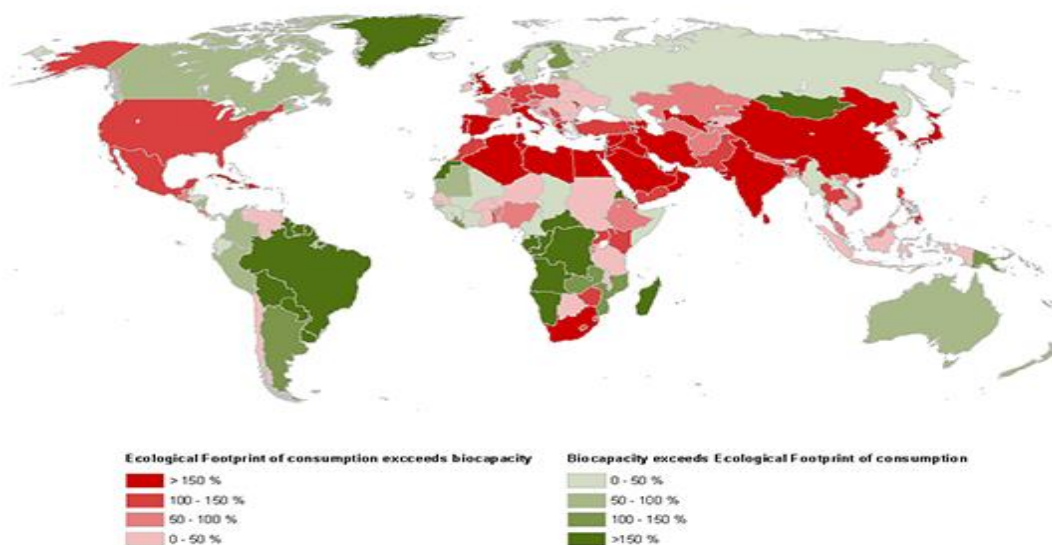 Ecological Footprint of consumption excceeds biocapacity
> 150 %
100 - 150 %
50 - 100 %
0 - 50 %
Biocapacity exceeds Ecological Footprint of consumption
0 - 50 %
50 - 100 %
100 - 150 %
>150 %